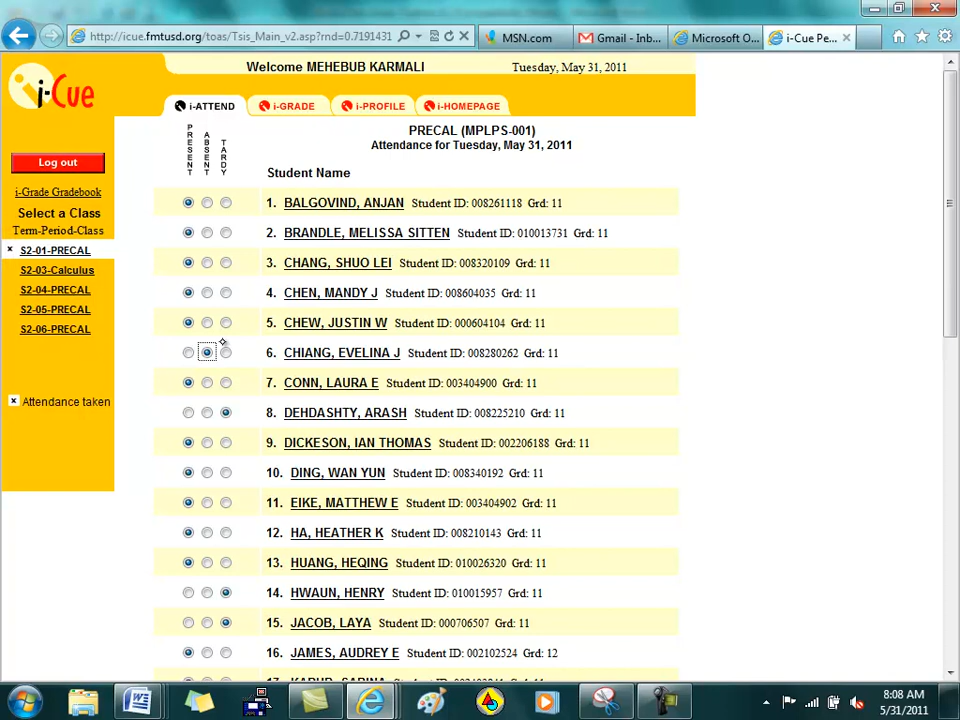 http://icue.fmtusd.org/toas/Tsis_Main_v2.asp?rnd=0.7191431
MSN.com
Gmail - Inb...
Microsoft O...
i-Cue Pe...
i-Cue
Welcome MEHEBUB KARMALI
Tuesday, May 31, 2011
i-ATTEND
i-GRADE
i-PROFILE
i-HOMEPAGE
Log out
i-Grade Gradebook
Select a Class
Term-Period-Class
× S2-01-PRECAL
S2-03-Calculus
S2-04-PRECAL
S2-05-PRECAL
S2-06-PRECAL
× Attendance taken
PRECAL (MPLPS-001)
Attendance for Tuesday, May 31, 2011
PRESENT
ABSENT
TARDY
Student Name
1. BALGOVIND, ANJAN Student ID: 008261118 Grd: 11
2. BRANDLE, MELISSA SITTEN Student ID: 010013731 Grd: 11
3. CHANG, SHUO LEI Student ID: 008320109 Grd: 11
4. CHEN, MANDY J Student ID: 008604035 Grd: 11
5. CHEW, JUSTIN W Student ID: 000604104 Grd: 11
6. CHIANG, EVELINA J Student ID: 008280262 Grd: 11
7. CONN, LAURA E Student ID: 003404900 Grd: 11
8. DEHDASHTY, ARASH Student ID: 008225210 Grd: 11
9. DICKESON, IAN THOMAS Student ID: 002206188 Grd: 11
10. DING, WAN YUN Student ID: 008340192 Grd: 11
11. EIKE, MATTHEW E Student ID: 003404902 Grd: 11
12. HA, HEATHER K Student ID: 008210143 Grd: 11
13. HUANG, HEQING Student ID: 010026320 Grd: 11
14. HWAUN, HENRY Student ID: 010015957 Grd: 11
15. JACOB, LAYA Student ID: 000706507 Grd: 11
16. JAMES, AUDREY E Student ID: 002102524 Grd: 12
8:08 AM
5/31/2011